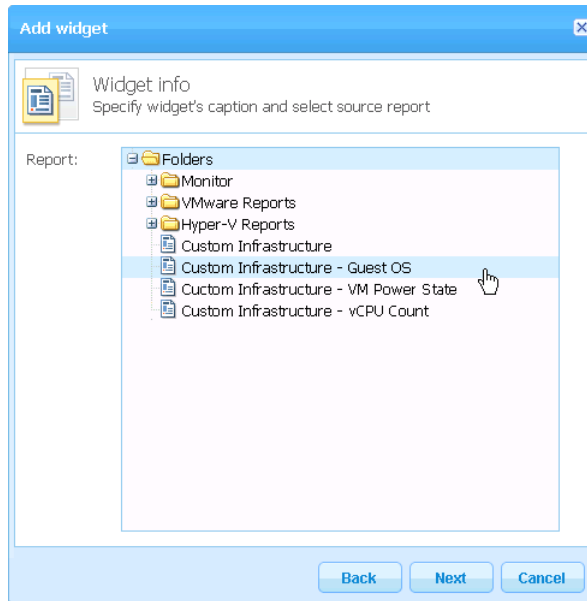 Add widget
Widget info
Specify widget's caption and select source report
Report:
Folders
Monitor
VMware Reports
Hyper-V Reports
Custom Infrastructure
Custom Infrastructure - Guest OS
Cuctom Infrastructure - VM Power State
Custom Infrastructure - vCPU Count
Back Next Cancel